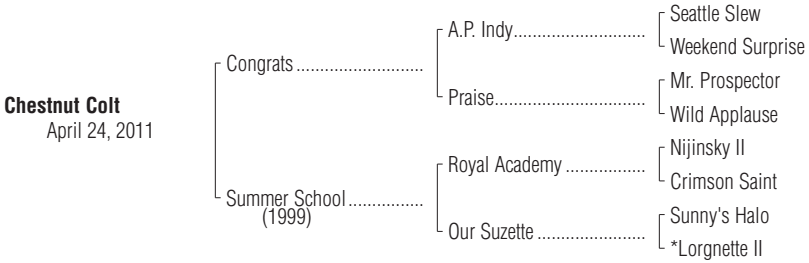 Chestnut Colt
April 24, 2011
Congrats ........................
Summer School ................
(1999)
A.P. Indy ..........................
Praise ..............................
Royal Academy ................
Our Suzette ......................
Seattle Slew
Weekend Surprise
Mr. Prospector
Wild Applause
Nijinsky II
Crimson Saint
Sunny's Halo
*Lorgnette II